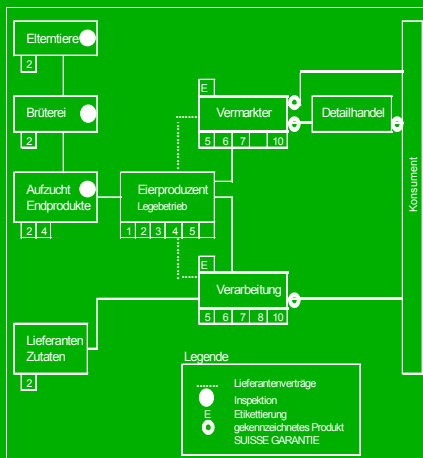 Elterntiere
2
Brüterei
2
Aufzucht
Endprodukte
2 4
Eierproduzent
Legebetrieb
1 2 3 4 5
E
Vermarkter
5 6 7 10
Detailhandel
Konsument
E
Verarbeitung
5 6 7 8 10
Lieferanten
Zutaten
2
Legende
Lieferantenverträge
Inspektion
E Etikettierung
gekennzeichnetes Produkt
SUISSE GARANTIE